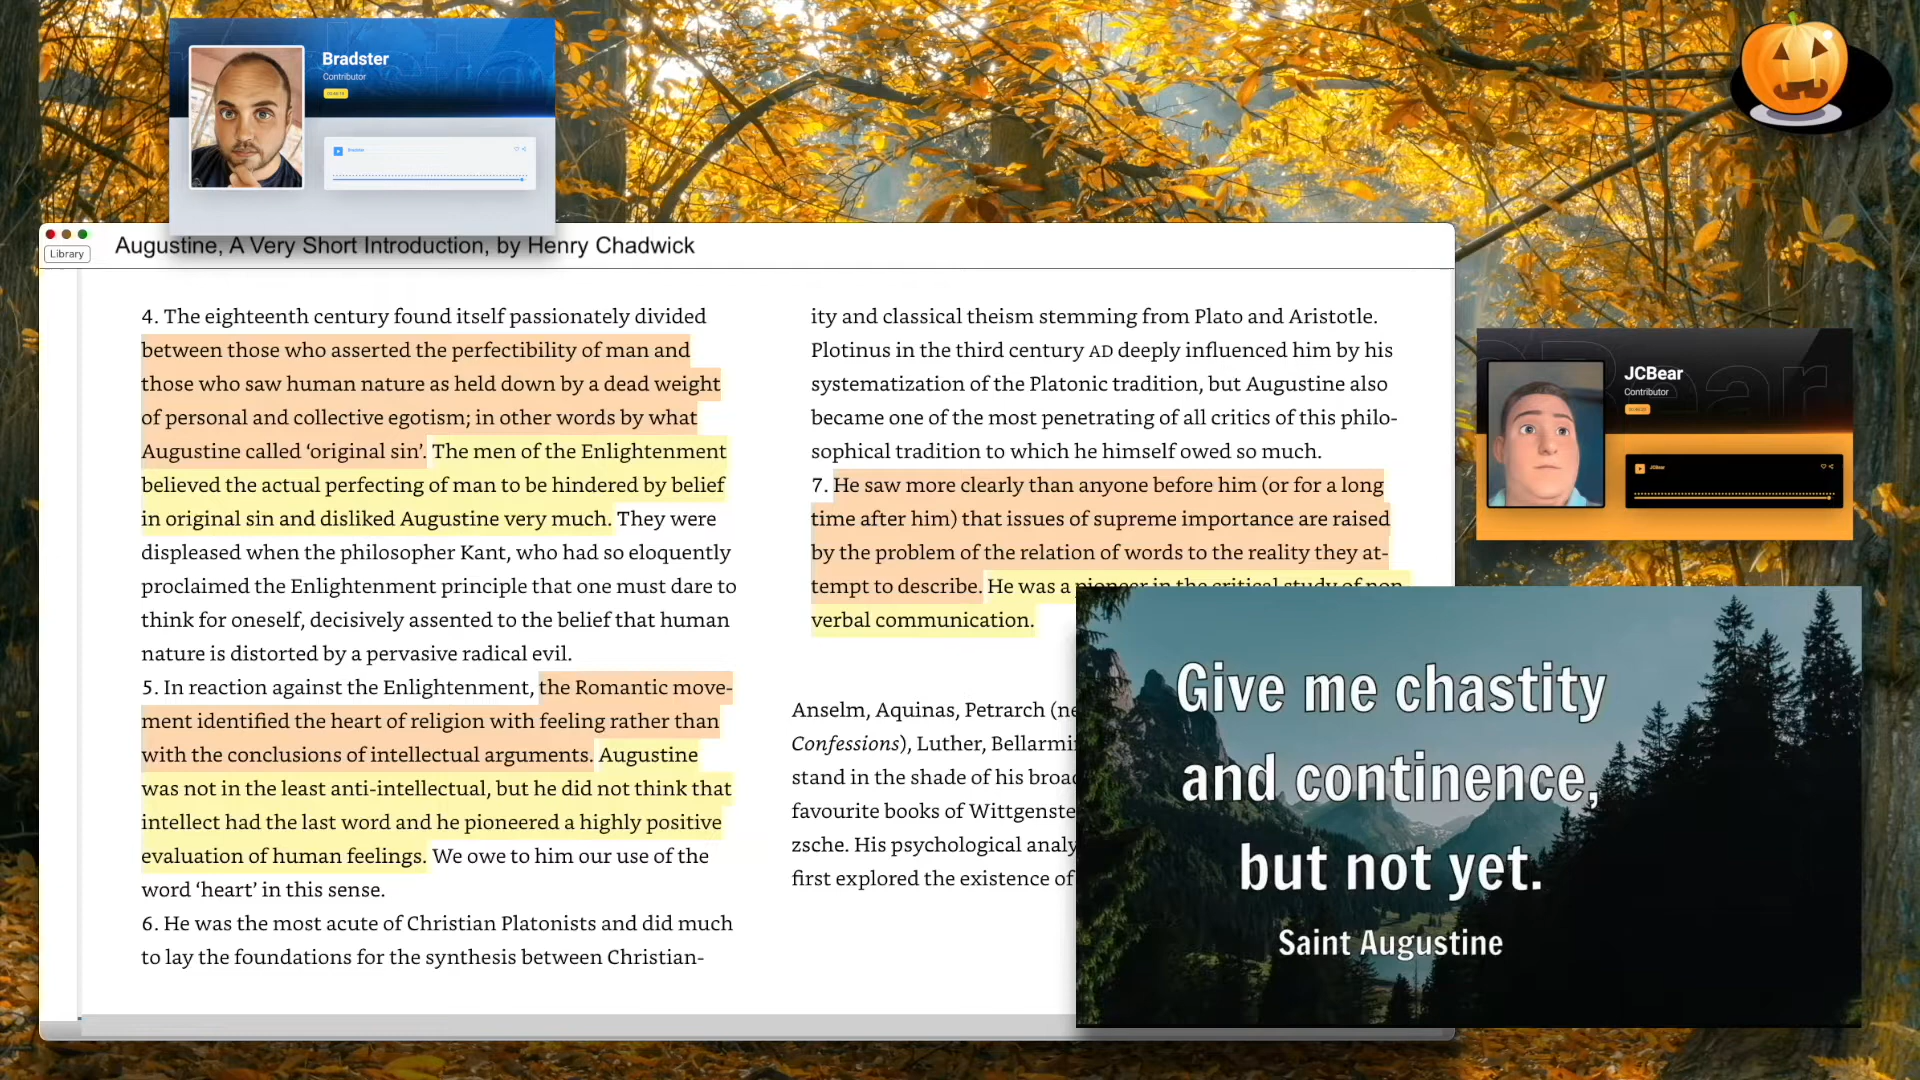 Bradster
Contributor
Bradster
Library
Augustine, A Very Short Introduction, by Henry Chadwick
4. The eighteenth century found itself passionately divided
between those who asserted the perfectibility of man and
those who saw human nature as held down by a dead weight
of personal and collective egotism; in other words by what
Augustine called ‘original sin’. The men of the Enlightenment
believed the actual perfecting of man to be hindered by belief
in original sin and disliked Augustine very much. They were
displeased when the philosopher Kant, who had so eloquently
proclaimed the Enlightenment principle that one must dare to
think for oneself, decisively assented to the belief that human
nature is distorted by a pervasive radical evil.
5. In reaction against the Enlightenment, the Romantic move-
ment identified the heart of religion with feeling rather than
with the conclusions of intellectual arguments. Augustine
was not in the least anti-intellectual, but he did not think that
intellect had the last word and he pioneered a highly positive
evaluation of human feelings. We owe to him our use of the
word ‘heart’ in this sense.
6. He was the most acute of Christian Platonists and did much
to lay the foundations for the synthesis between Christian-
ity and classical theism stemming from Plato and Aristotle.
Plotinus in the third century AD deeply influenced him by his
systematization of the Platonic tradition, but Augustine also
became one of the most penetrating of all critics of this philo-
sophical tradition to which he himself owed so much.
7. He saw more clearly than anyone before him (or for a long
time after him) that issues of supreme importance are raised
by the problem of the relation of words to the reality they at-
tempt to describe. He was a pioneer in the critical study of non
verbal communication.
Anselm, Aquinas, Petrarch (ne
Confessions), Luther, Bellarmi
stand in the shade of his broad
favourite books of Wittgenste
zsche. His psychological analy
first explored the existence of
JCBear
Contributor
JCBear
Give me chastity
and continence,
but not yet.
Saint Augustine